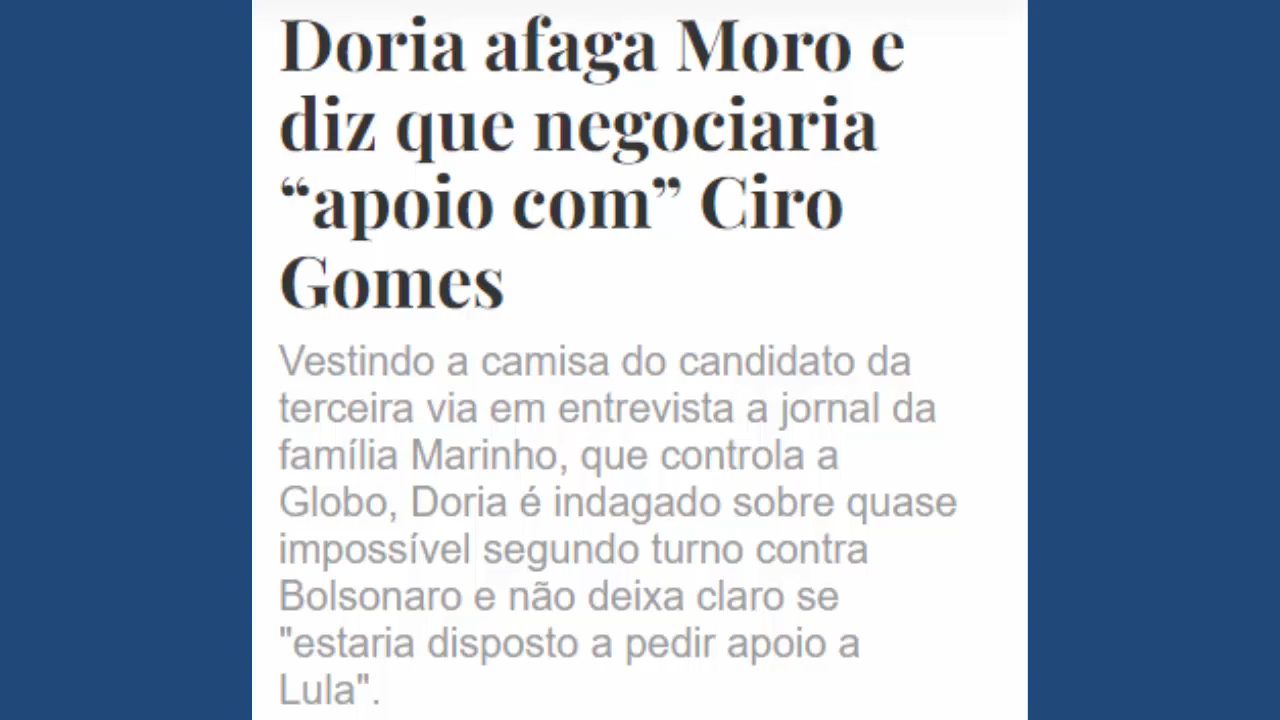 Doria afaga Moro e
diz que negociaria
“apoio com” Ciro
Gomes
Vestindo a camisa do candidato da
terceira via em entrevista a jornal da
família Marinho, que controla a
Globo, Doria é indagado sobre quase
impossível segundo turno contra
Bolsonaro e não deixa claro se
"estaria disposto a pedir apoio a
Lula".